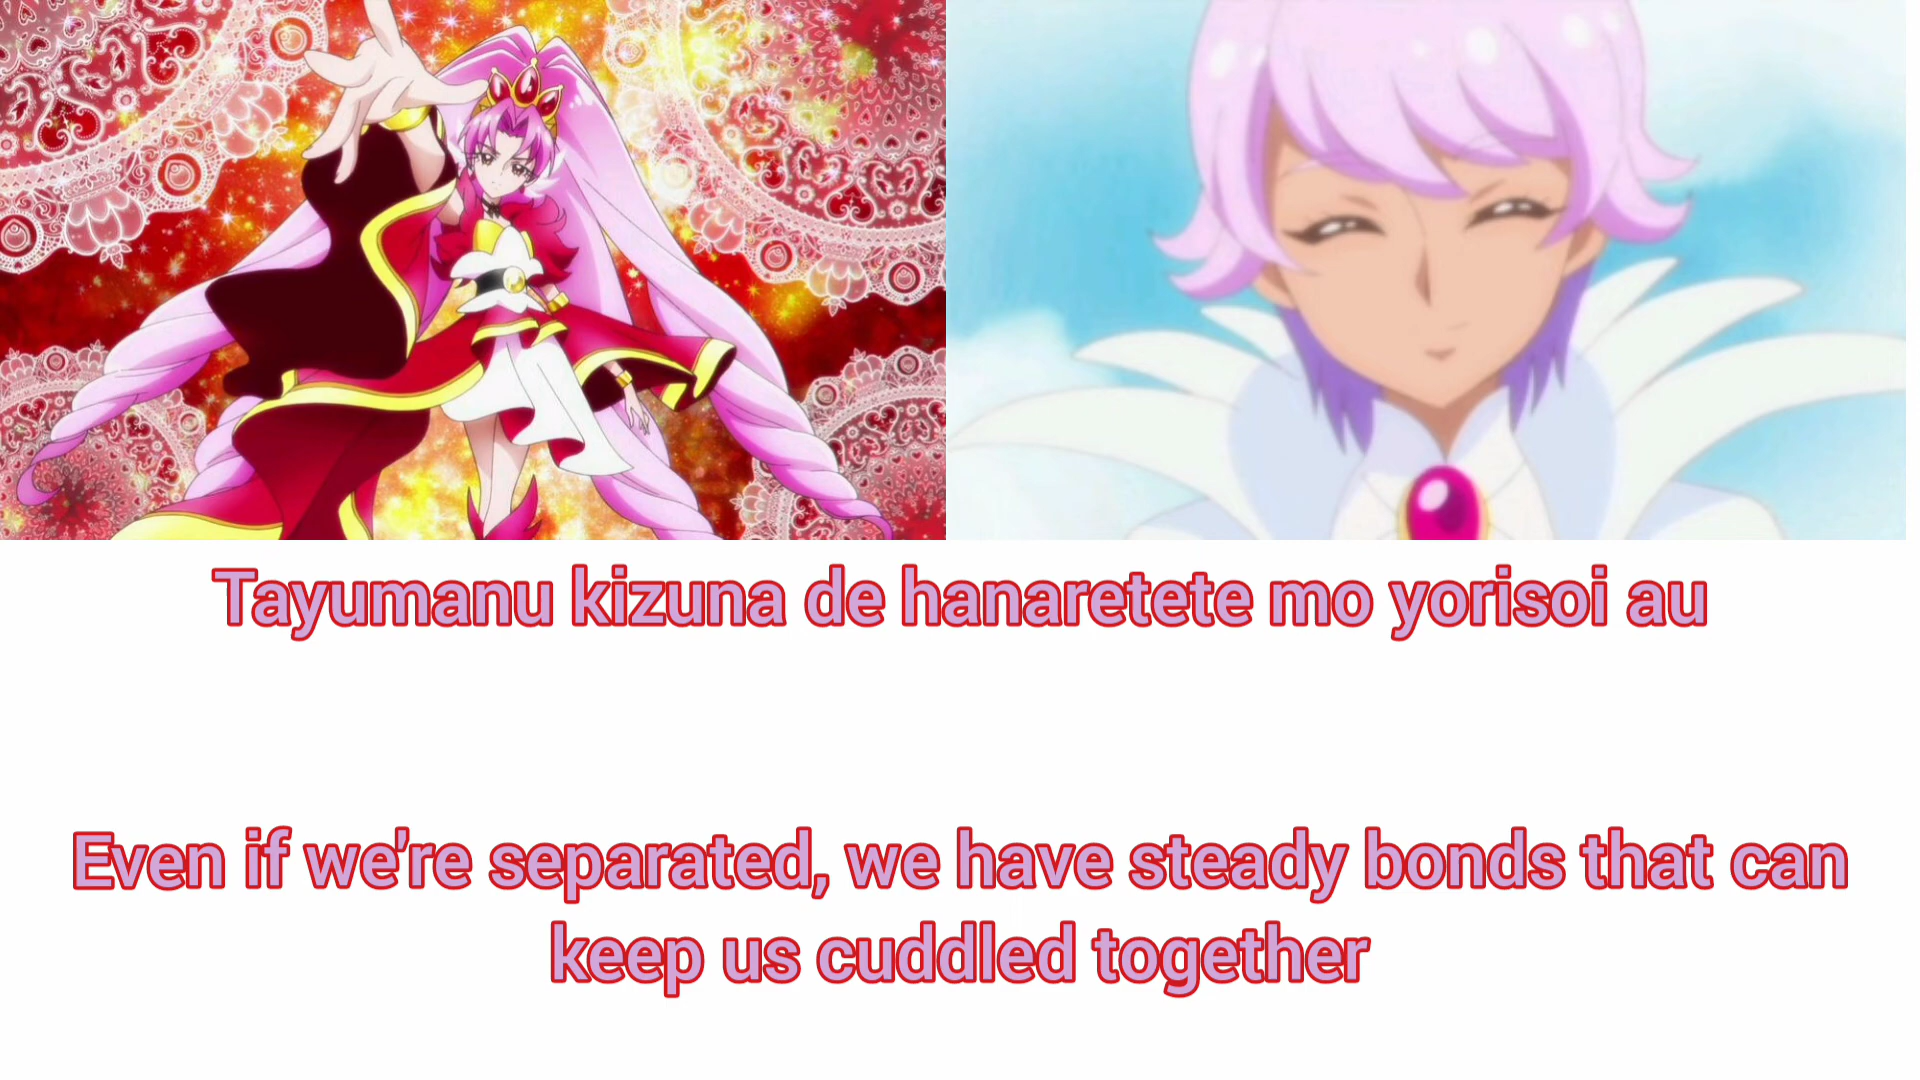 Tayumanu kizuna de hanaretete mo yorisoi au
Even if we're separated, we have steady bonds that can
keep us cuddled together